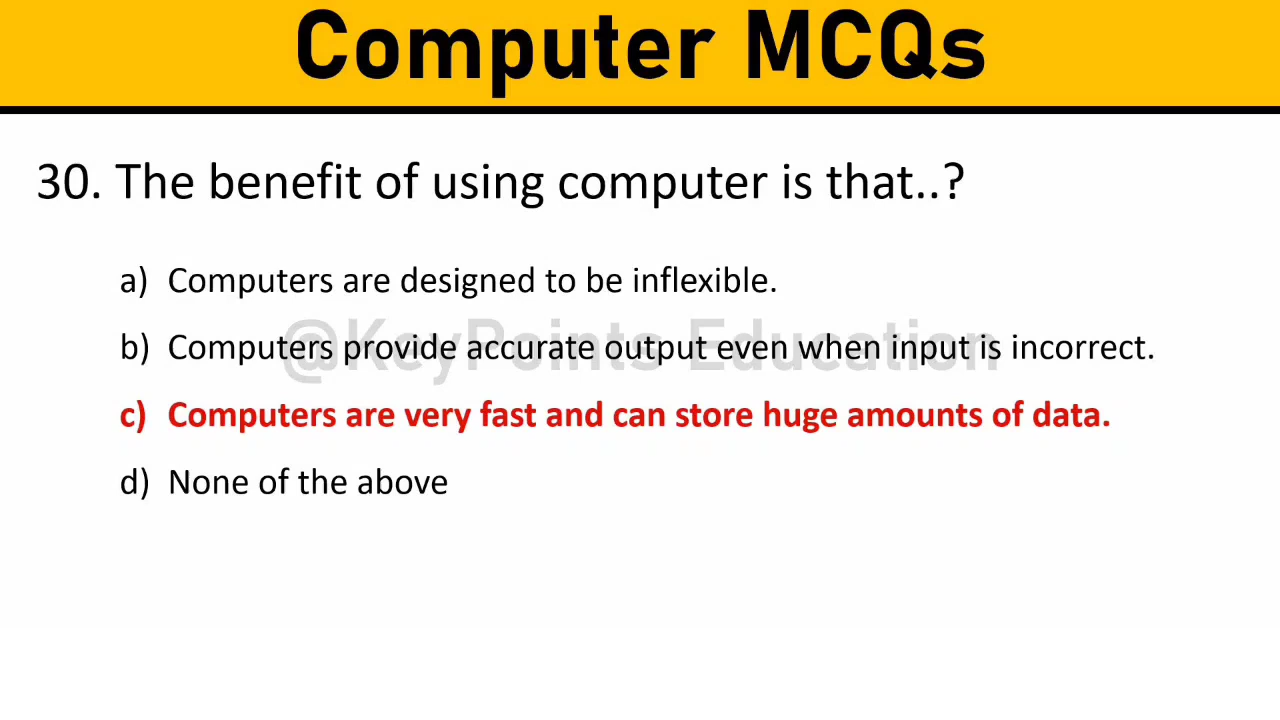 Computer MCQs
30. The benefit of using computer is that..?
a) Computers are designed to be inflexible.
@KeyPoints Education
b) Computers provide accurate output even when input is incorrect.
c) Computers are very fast and can store huge amounts of data.
d) None of the above